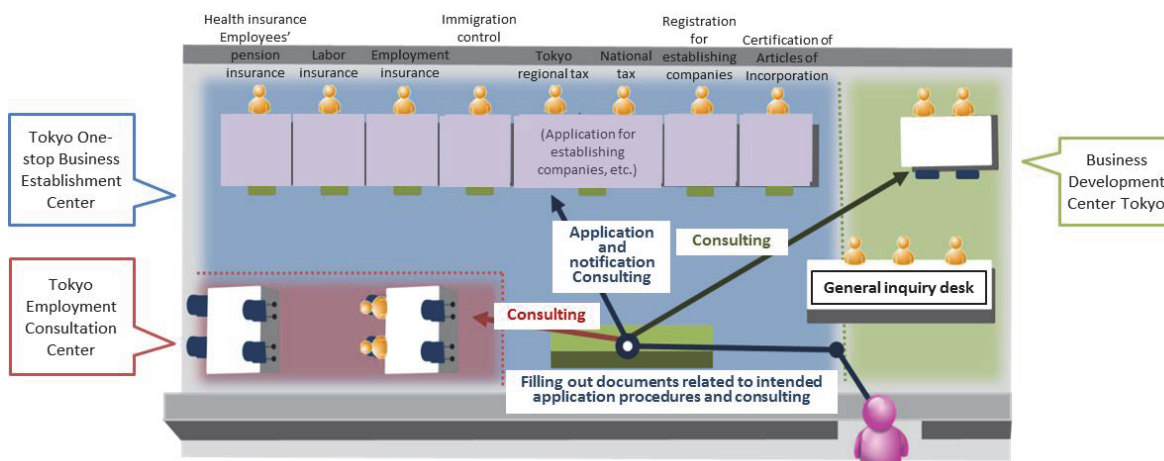 Health insurance
Employees'
pension
insurance
Labor
insurance
Employment
insurance
Immigration
control
Tokyo
regional tax
National
tax
Registration
for
establishing
companies
Certification of
Articles of
Incorporation
Tokyo One-
stop Business
Establishment
Center
(Application for
establishing
companies, etc.)
Business
Development
Center Tokyo
Application
and
notification
Consulting
Consulting
General inquiry desk
Tokyo
Employment
Consultation
Center
Consulting
Filling out documents related to intended
application procedures and consulting